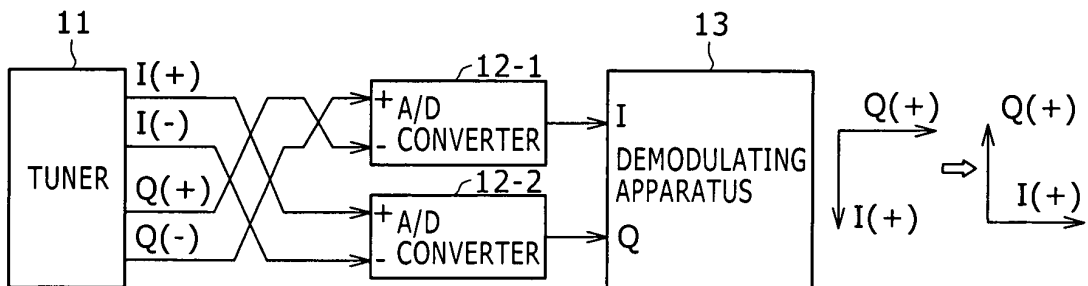 11
TUNER
I(+)
I(-)
Q(+)
Q(-)
12-1
+ A/D
- CONVERTER
12-2
+ A/D
- CONVERTER
13
I
DEMODULATING
APPARATUS
Q
Q(+)
I(+)
Q(+)
I(+)